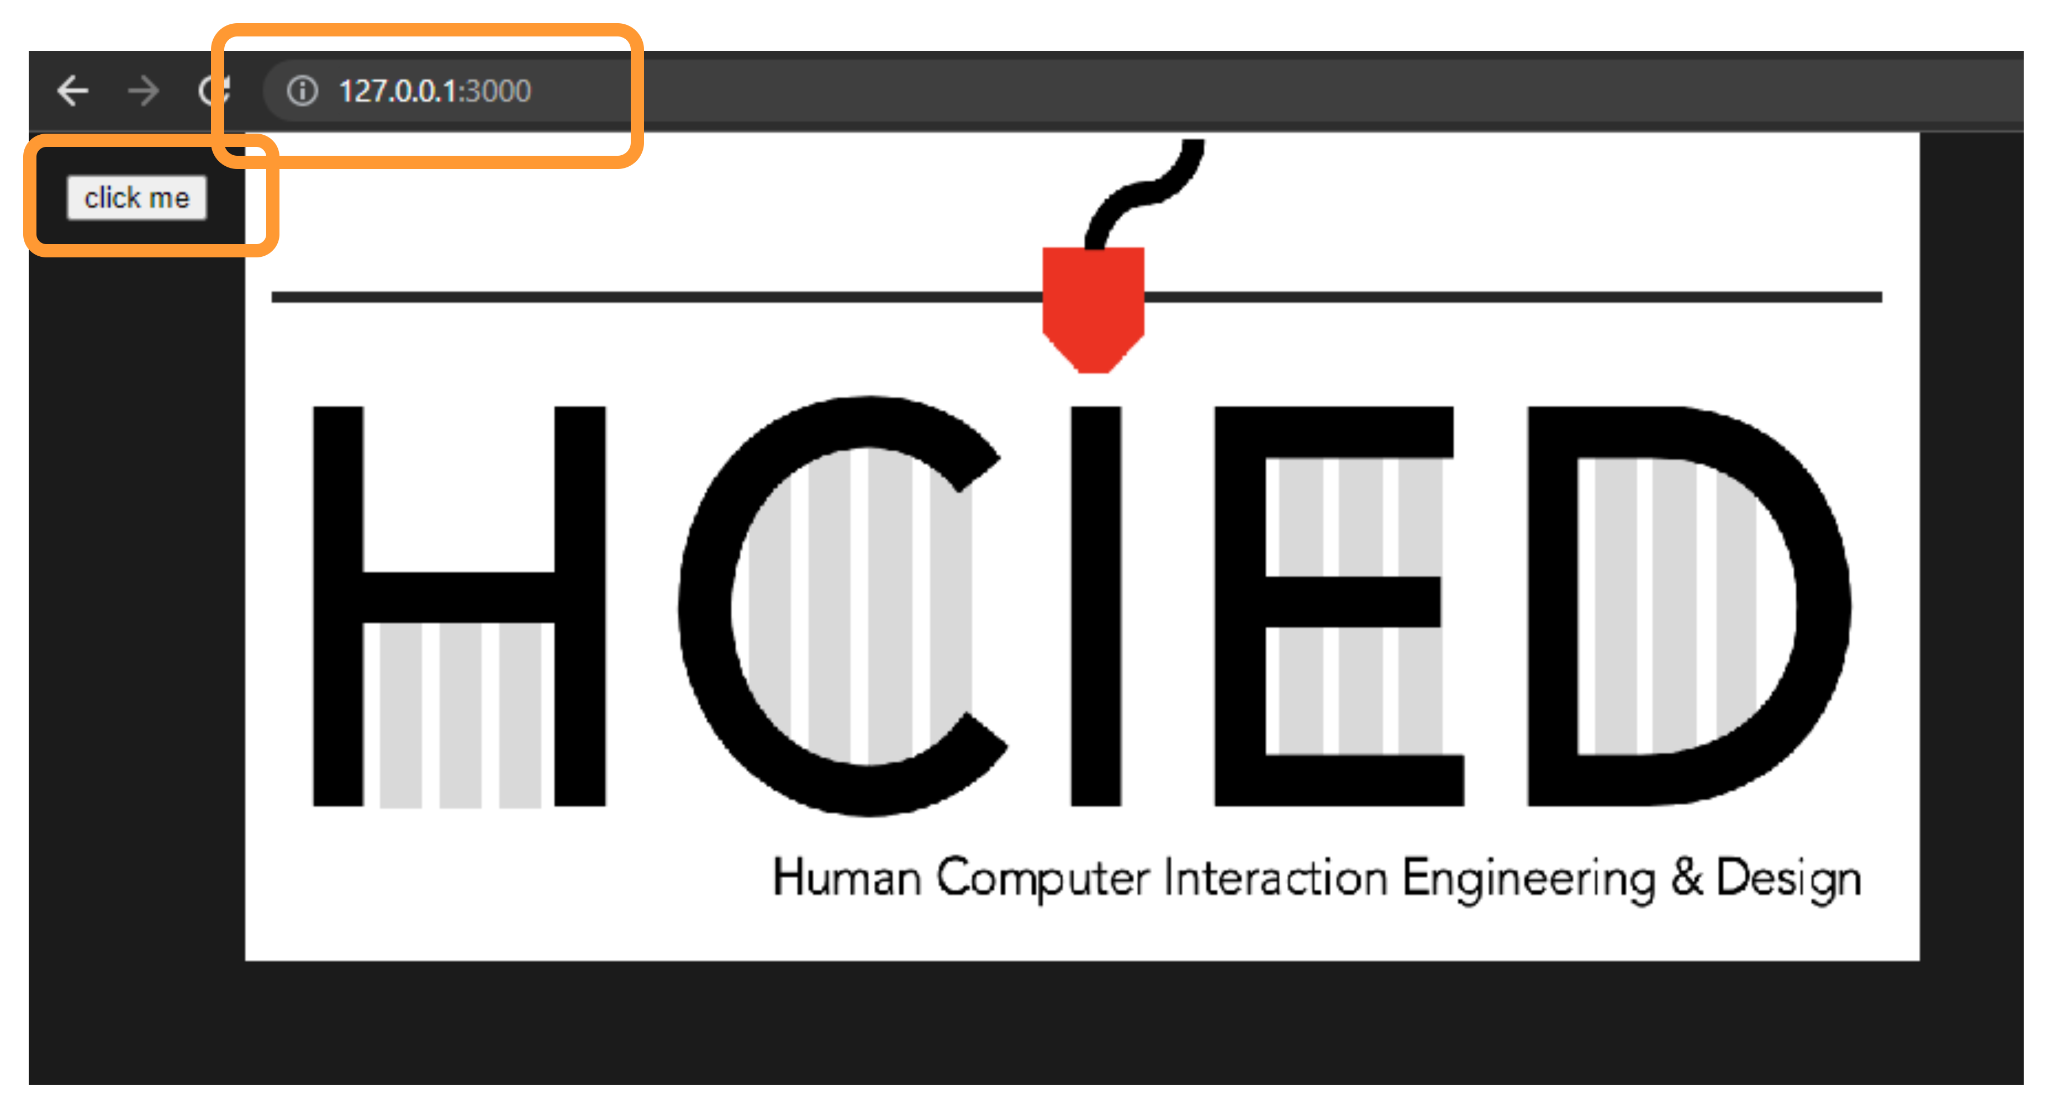 127.0.0.1:3000
click me
HCIED
Human Computer Interaction Engineering & Design